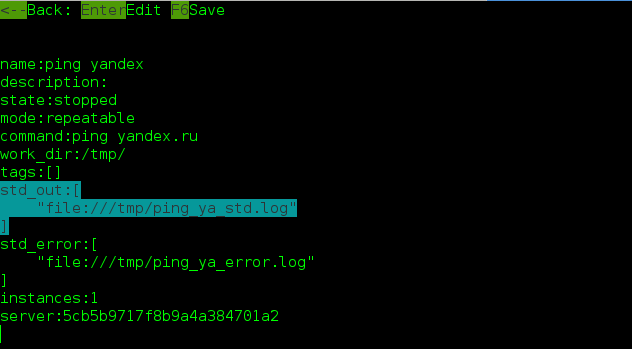 <--Back: EnterEdit F6Save
name:ping yandex
description:
state:stopped
mode:repeatable
command:ping yandex.ru
work_dir:/tmp/
tags:[]
std_out:[
    "file:///tmp/ping_ya_std.log"
]
std_error:[
    "file:///tmp/ping_ya_error.log"
]
instances:1
server:5cb5b9717f8b9a4a384701a2